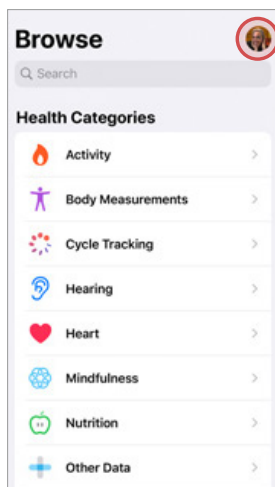 Browse
Search
Health Categories
Activity
Body Measurements
Cycle Tracking
Hearing
Heart
Mindfulness
Nutrition
Other Data